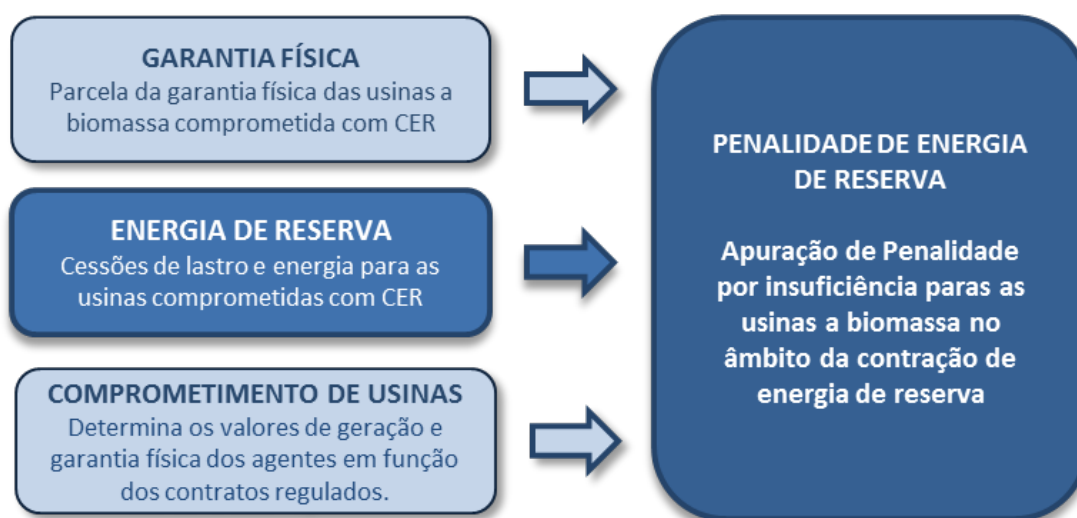 GARANTIA FÍSICA
Parcela da garantia física das usinas a
biomassa comprometida com CER
ENERGIA DE RESERVA
Cessões de lastro e energia para as
usinas comprometidas com CER
COMPROMETIMENTO DE USINAS
Determina os valores de geração e
garantia física dos agentes em função
dos contratos regulados.
PENALIDADE DE ENERGIA
DE RESERVA
Apuração de Penalidade
por insuficiência paras as
usinas a biomassa no
âmbito da contração de
energia de reserva